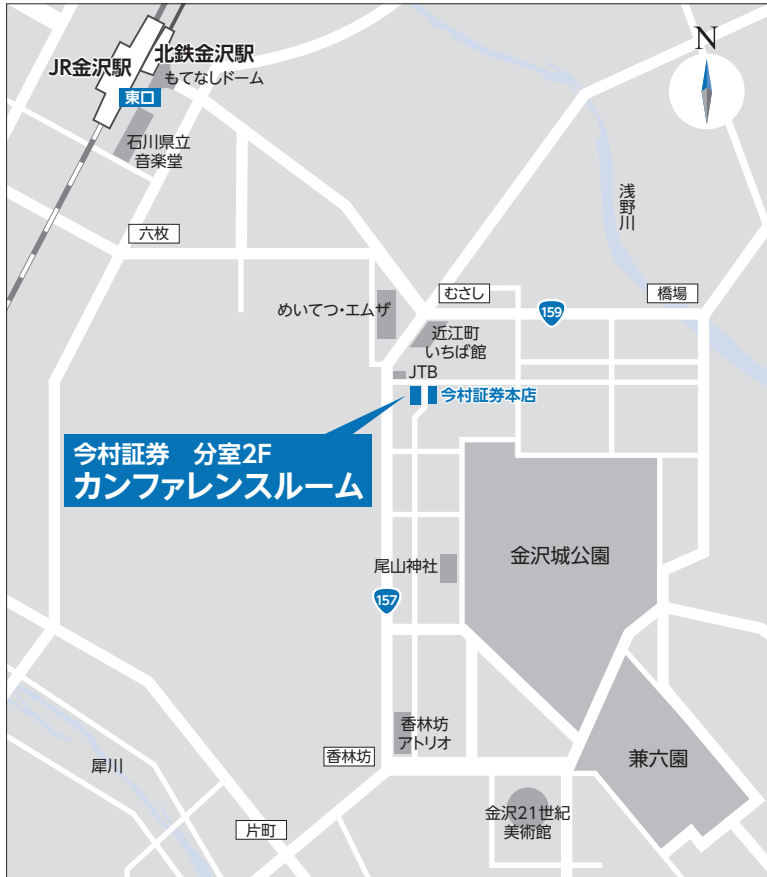 N
北鉄金沢駅
JR金沢駅
もてなしドーム
東口
石川県立
音楽堂
浅野川
六枚
むさし
橋場
めいてつ・エムザ
159
近江町
いちば館
JTB
今村証券本店
今村証券 分室2F
カンファレンスルーム
金沢城公園
尾山神社
157
香林坊
アトリオ
香林坊
兼六園
犀川
金沢21世紀
美術館
片町